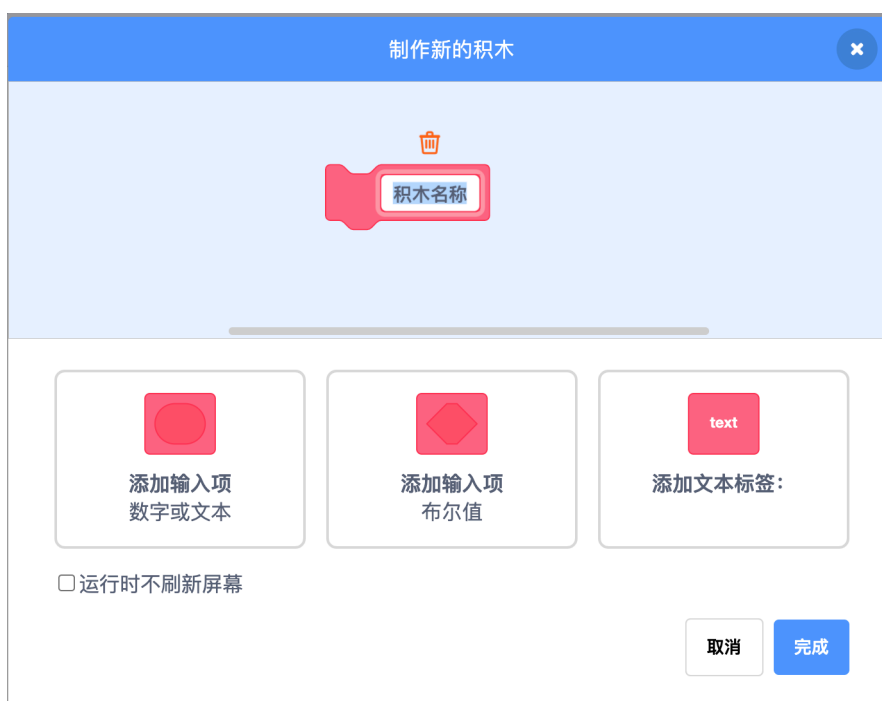 制作新的积木
积木名称
添加输入项
数字或文本
添加输入项
布尔值
text
添加文本标签：
运行时不刷新屏幕
取消
完成